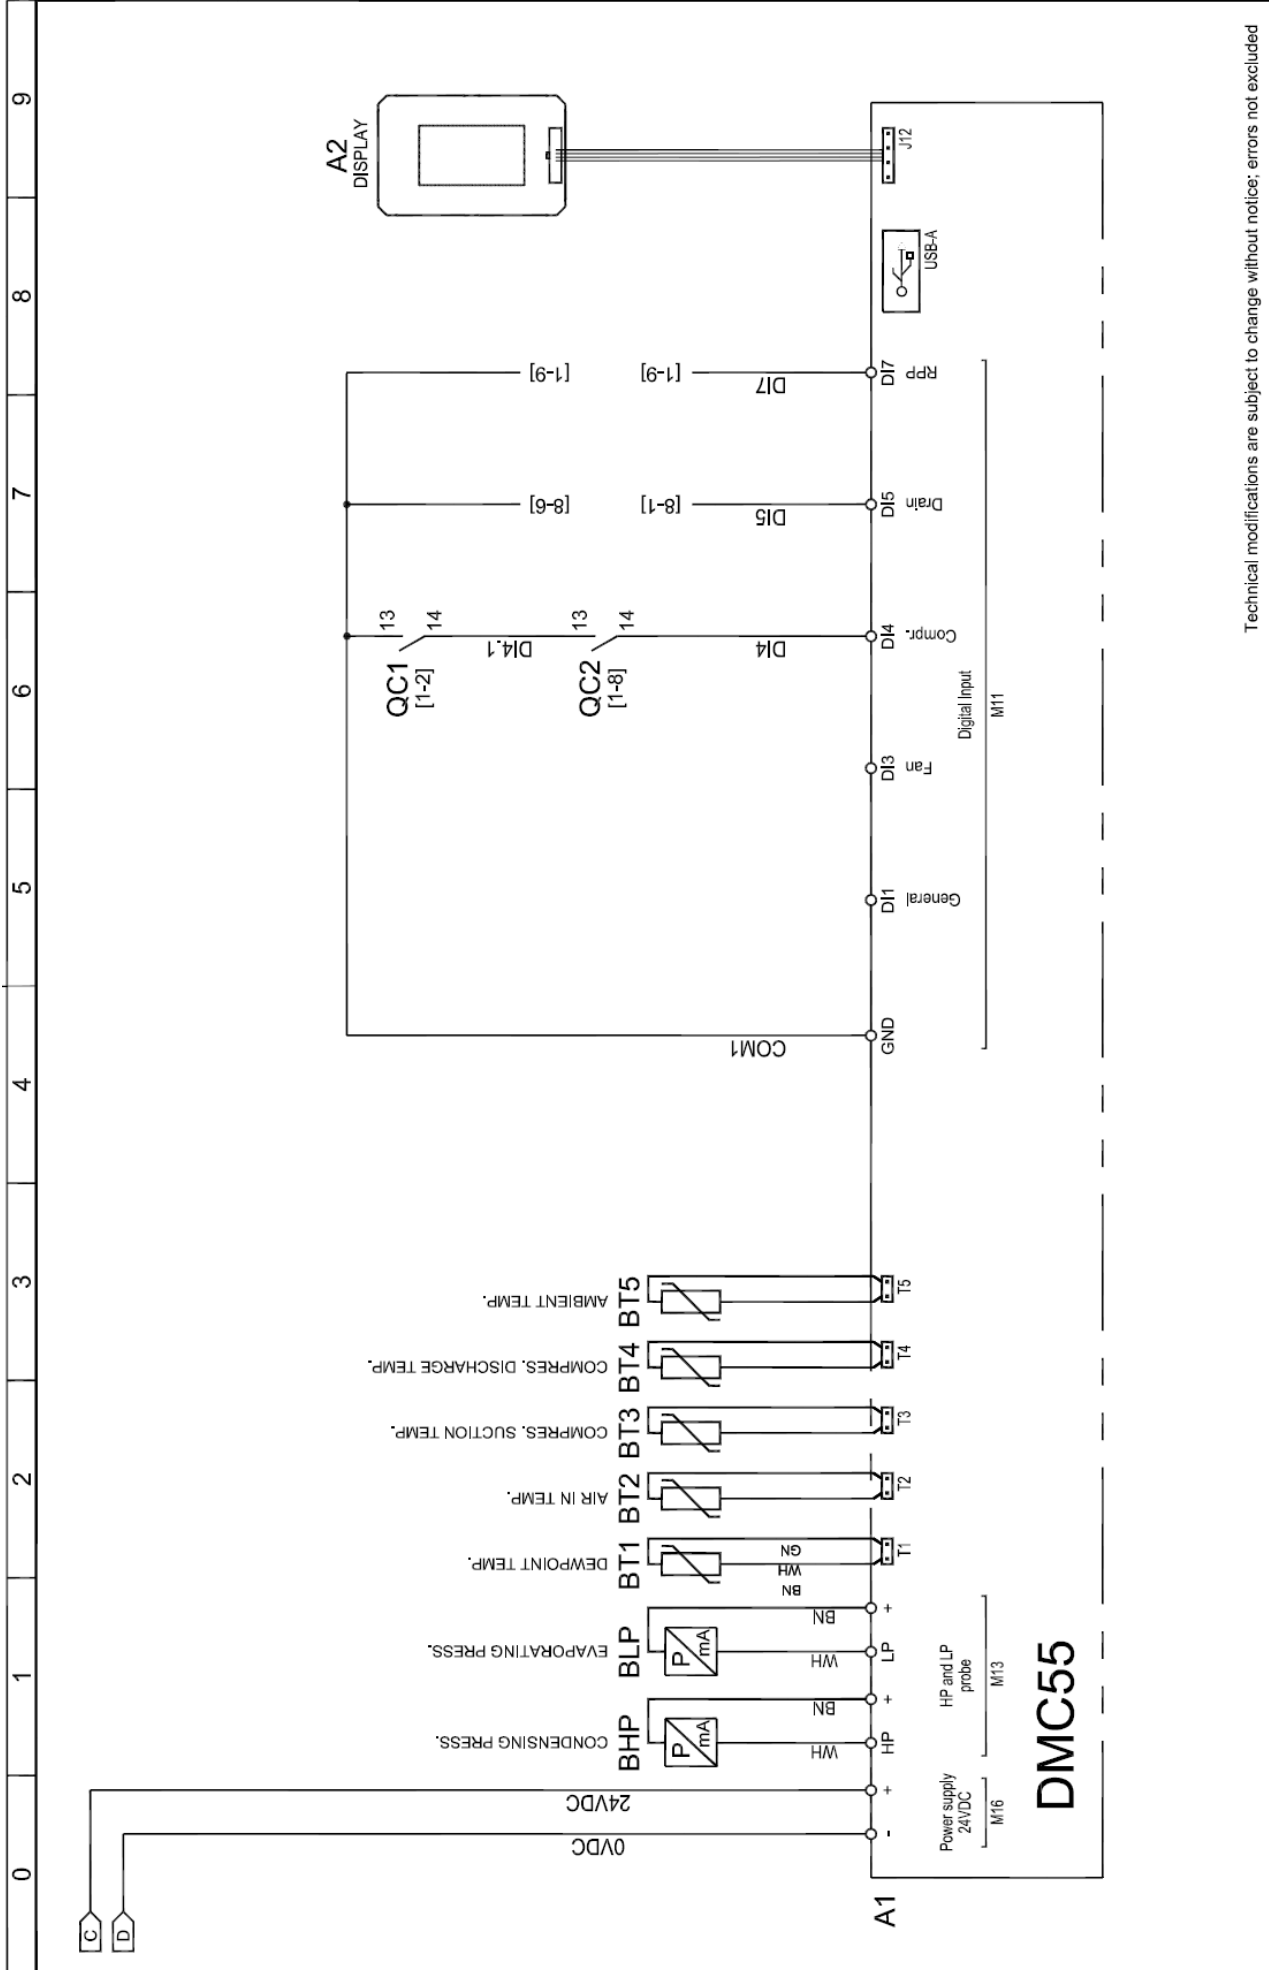 0
1
2
3
4
5
6
7
8
9
C
D
24VDC
0VDC
A2
DISPLAY
J12
USB-A
[1-9]
[1-9]
DI7
DI7
RPP
[8-6]
[8-1]
DI5
DI5
Drain
QC1
[1-2]
13
14
DI4.1
QC2
[1-8]
13
14
DI4
DI4
Compr.
DI3
Fan
DI1
General
COM1
GND
Digital Input
M11
CONDENSING PRESS.
BHP
P
mA
WH
BN
HP
+
EVAPORATING PRESS.
BLP
P
mA
WH
BN
LP
+
HP and LP
probe
M13
DEWPOINT TEMP.
BT1
BN
WH
GN
T1
AIR IN TEMP.
BT2
T2
COMPRES. SUCTION TEMP.
BT3
T3
COMPRES. DISCHARGE TEMP.
BT4
T4
AMBIENT TEMP.
BT5
T5
A1
-
+
Power supply
24VDC
M16
DMC55
Technical modifications are subject to change without notice; errors not excluded